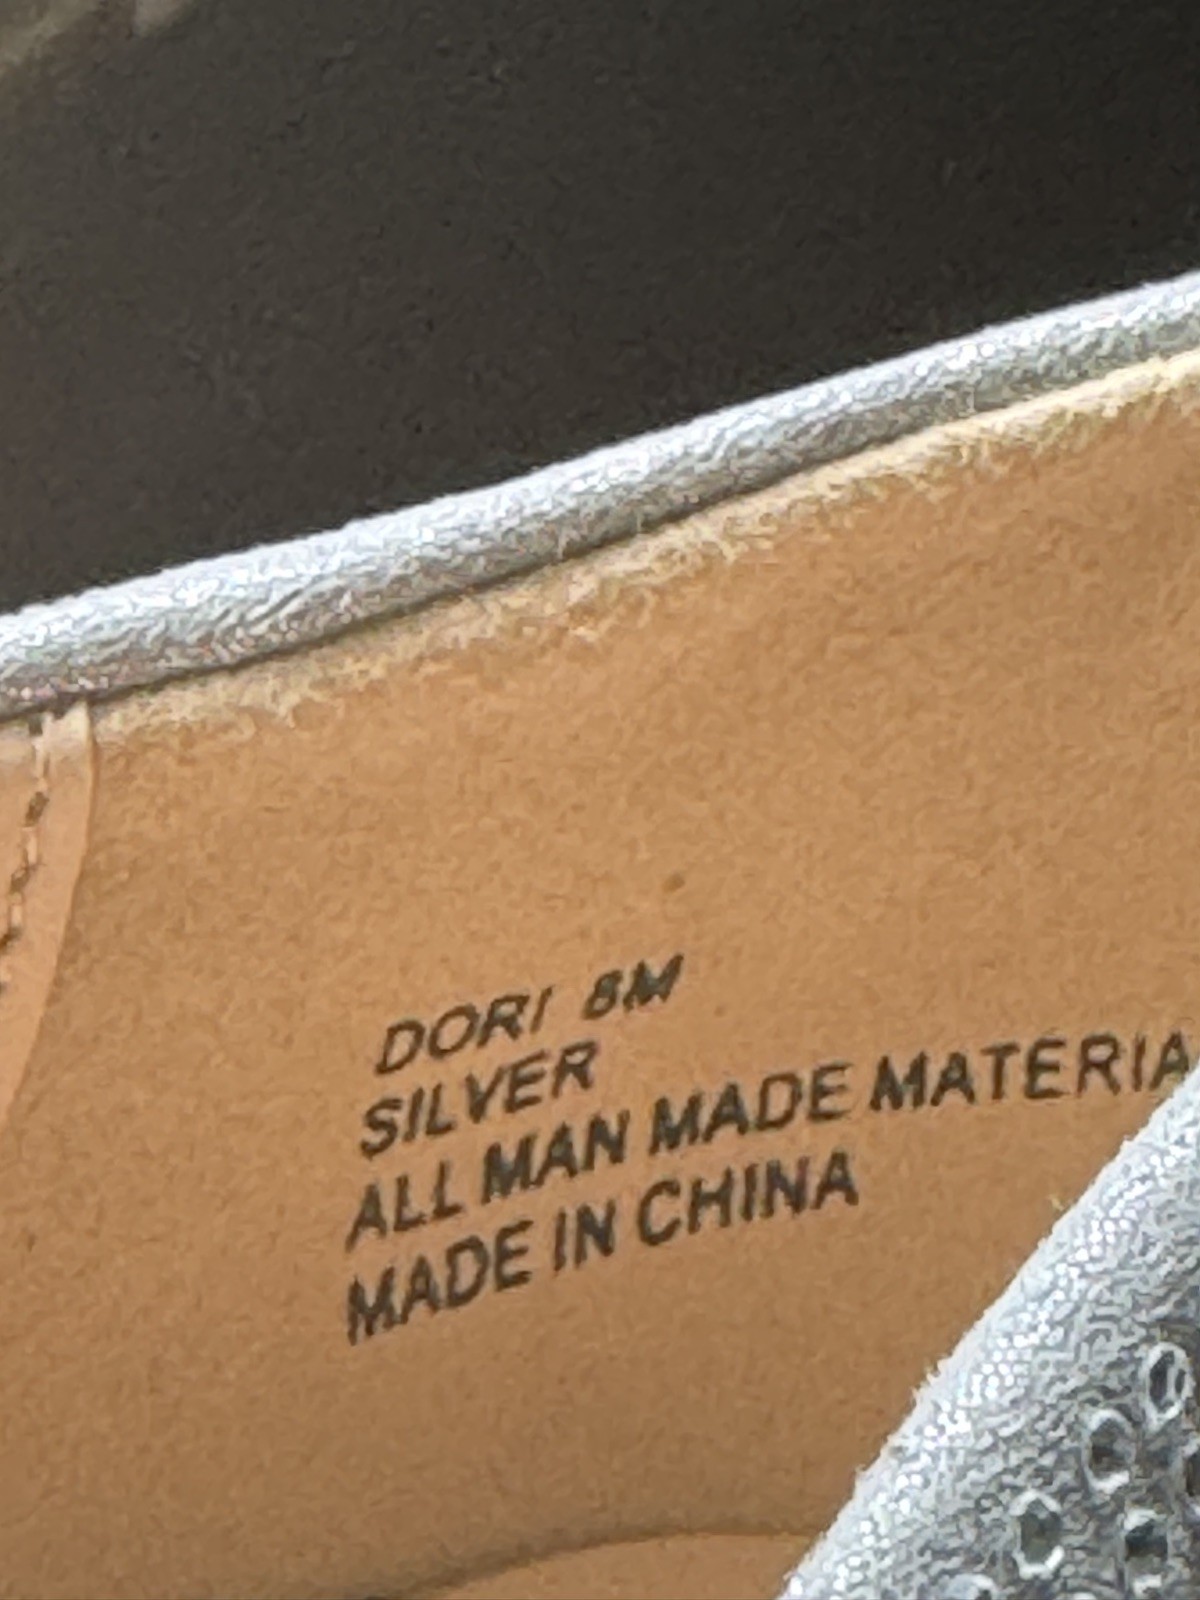 DORI 8M
SILVER
ALL MAN MADE MATERIA
MADE IN CHINA